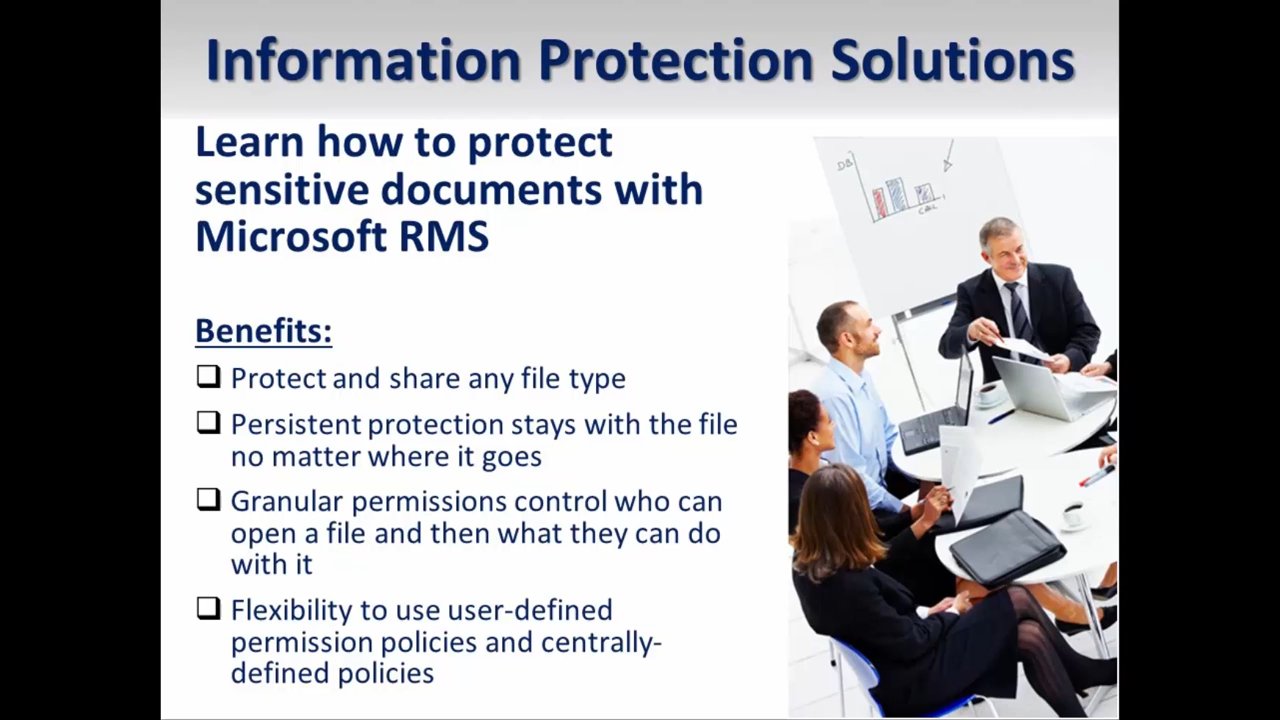 Information Protection Solutions
Learn how to protect
sensitive documents with
Microsoft RMS
Benefits:
Protect and share any file type
Persistent protection stays with the file
no matter where it goes
Granular permissions control who can
open a file and then what they can do
with it
Flexibility to use user-defined
permission policies and centrally-
defined policies